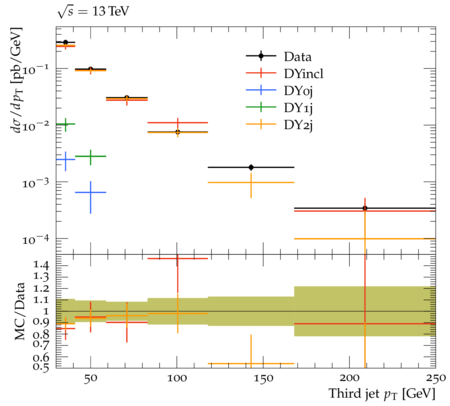 √s = 13 TeV
dσ/dpT [pb/GeV]
10−1
10−2
10−3
10−4
Data
DYincl
DY0j
DY1j
DY2j
MC/Data
1.4
1.3
1.2
1.1
1
0.9
0.8
0.7
0.6
0.5
50
100
150
200
250
Third jet pT [GeV]